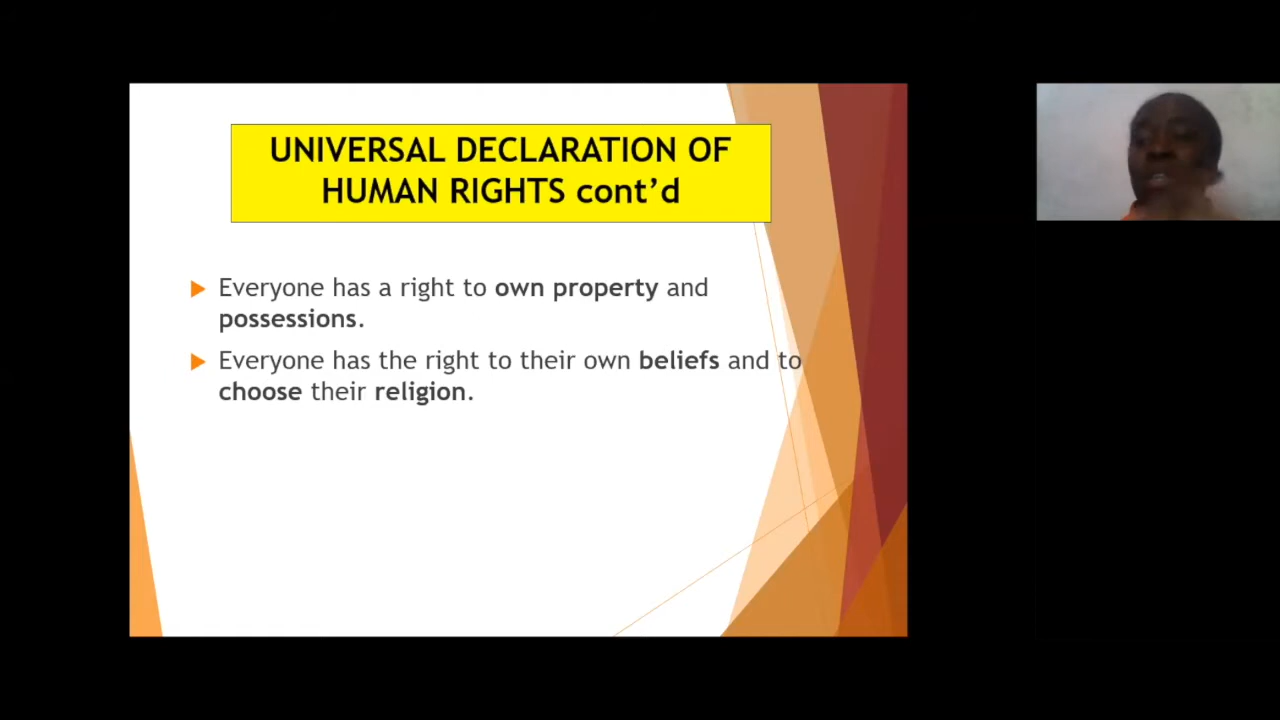 UNIVERSAL DECLARATION OF
HUMAN RIGHTS cont’d
Everyone has a right to own property and
possessions.
Everyone has the right to their own beliefs and to
choose their religion.